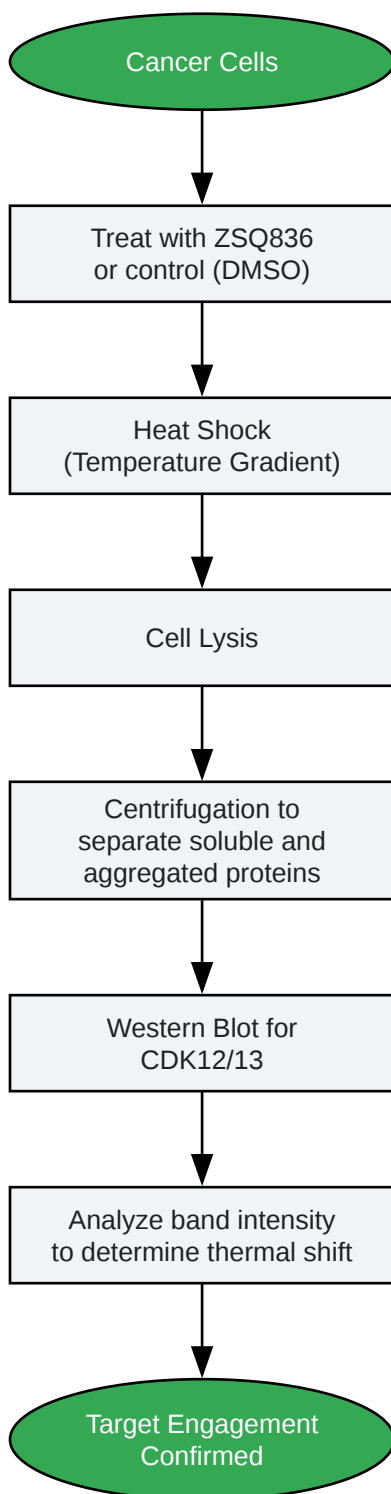 Cancer Cells
Treat with ZSQ836
or control (DMSO)
Heat Shock
(Temperature Gradient)
Cell Lysis
Centrifugation to
separate soluble and
aggregated proteins
Western Blot for
CDK12/13
Analyze band intensity
to determine thermal shift
Target Engagement
Confirmed